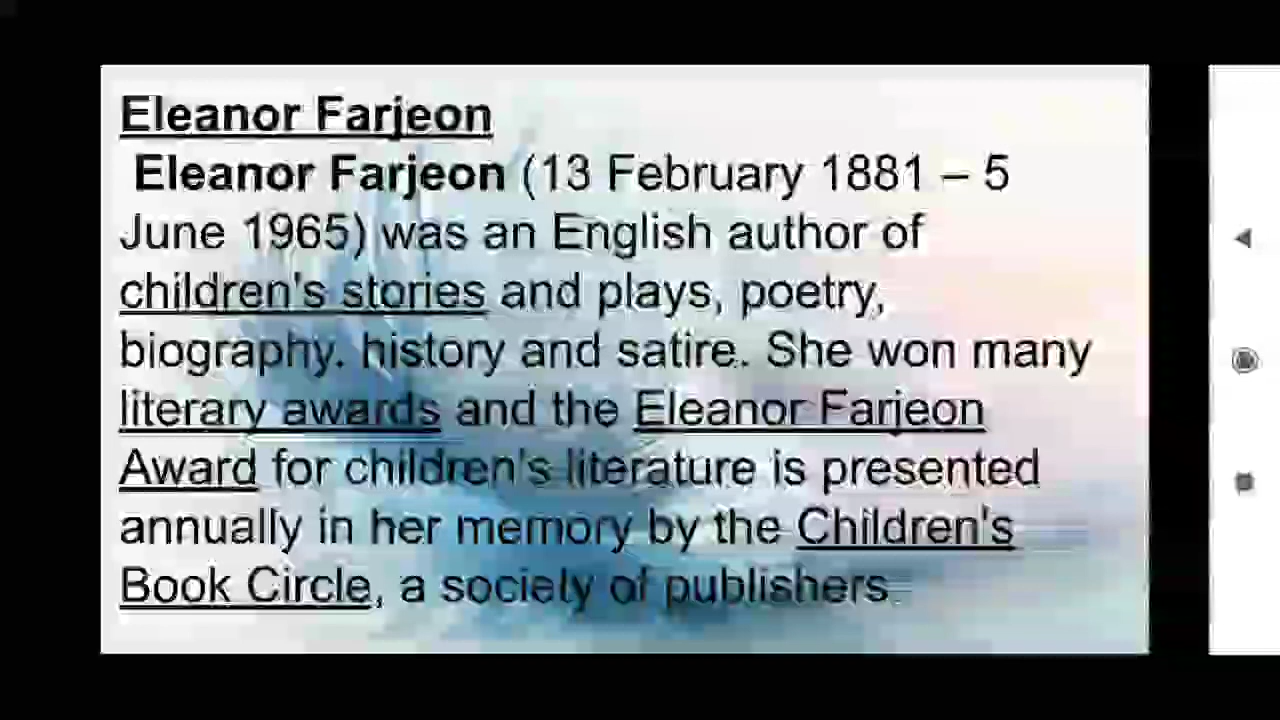 Eleanor Farjeon
Eleanor Farjeon (13 February 1881 – 5
June 1965) was an English author of
children's stories and plays, poetry,
biography. history and satire. She won many
literary awards and the Eleanor Farjeon
Award for children's literature is presented
annually in her memory by the Children's
Book Circle, a society of publishers